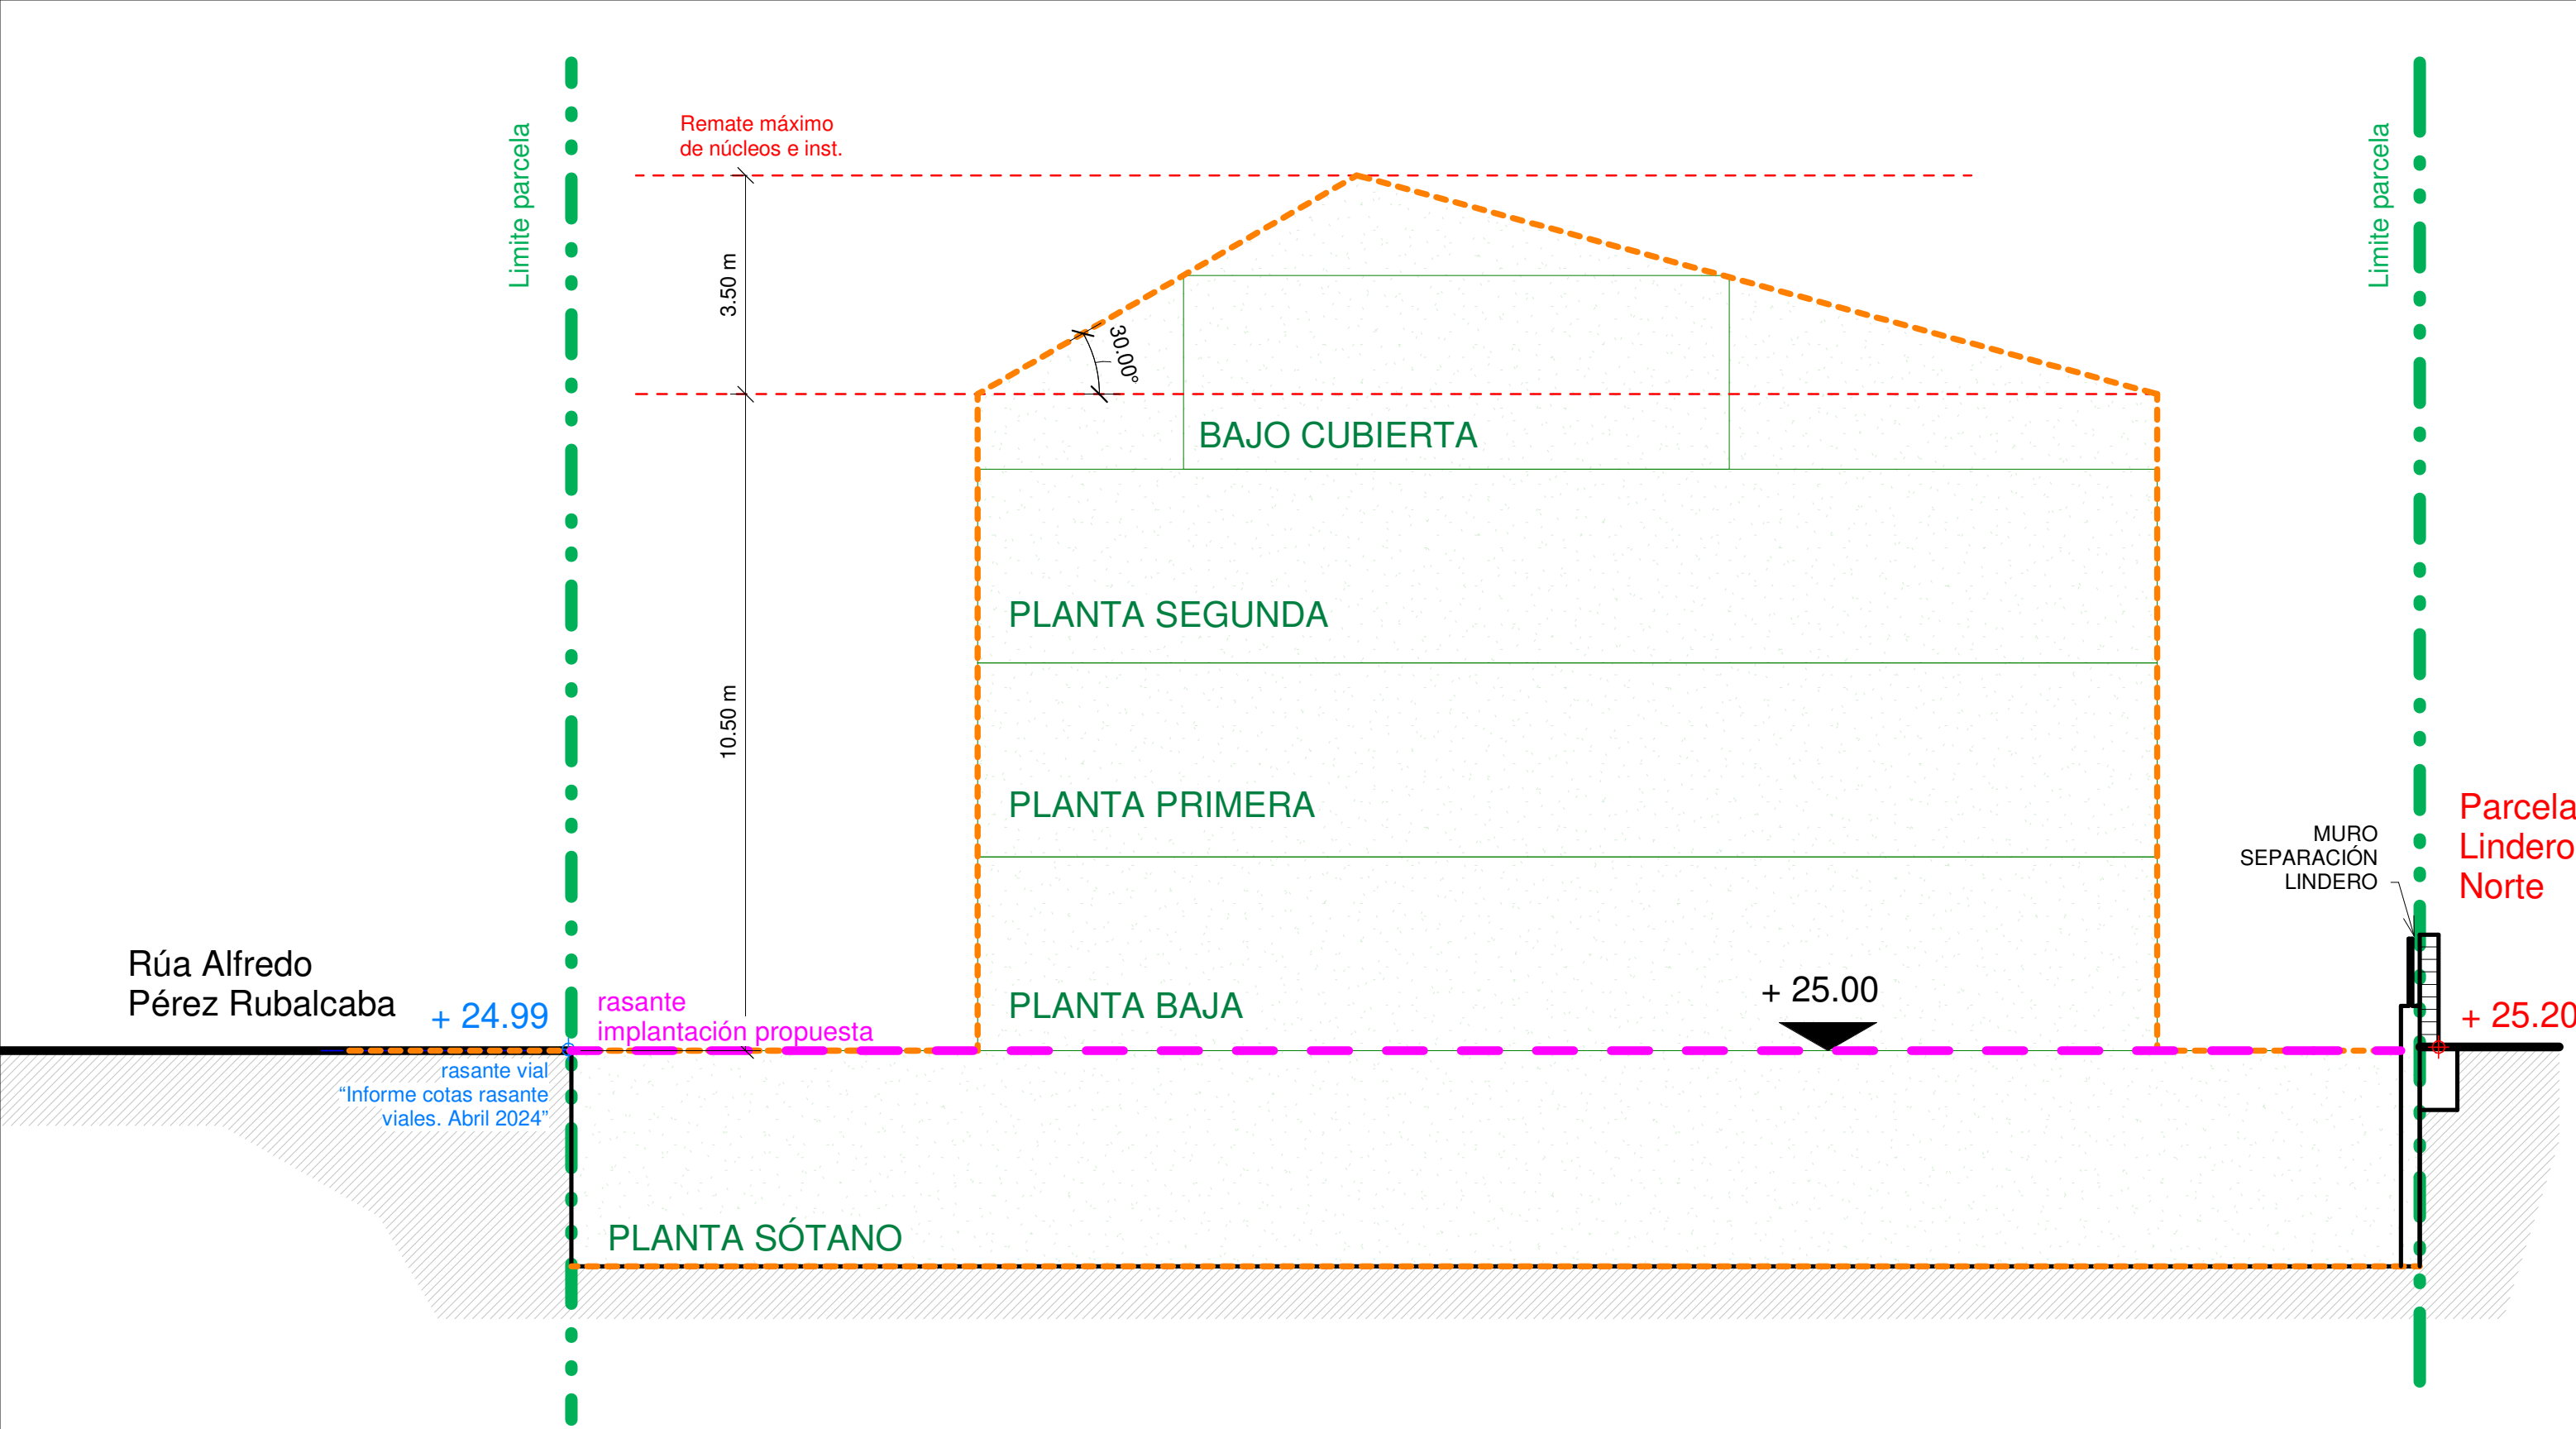 Limite parcela
Remate máximo
de núcleos e inst.
Limite parcela
3.50 m
30.00°
BAJO CUBIERTA
PLANTA SEGUNDA
10.50 m
PLANTA PRIMERA
Parcela
Lindero
Norte
MURO
SEPARACIÓN
LINDERO
Rúa Alfredo
Pérez Rubalcaba
+ 24.99
rasante
implantación propuesta
PLANTA BAJA
+ 25.00
+ 25.20
rasante vial
“Informe cotas rasante
viales. Abril 2024”
PLANTA SÓTANO